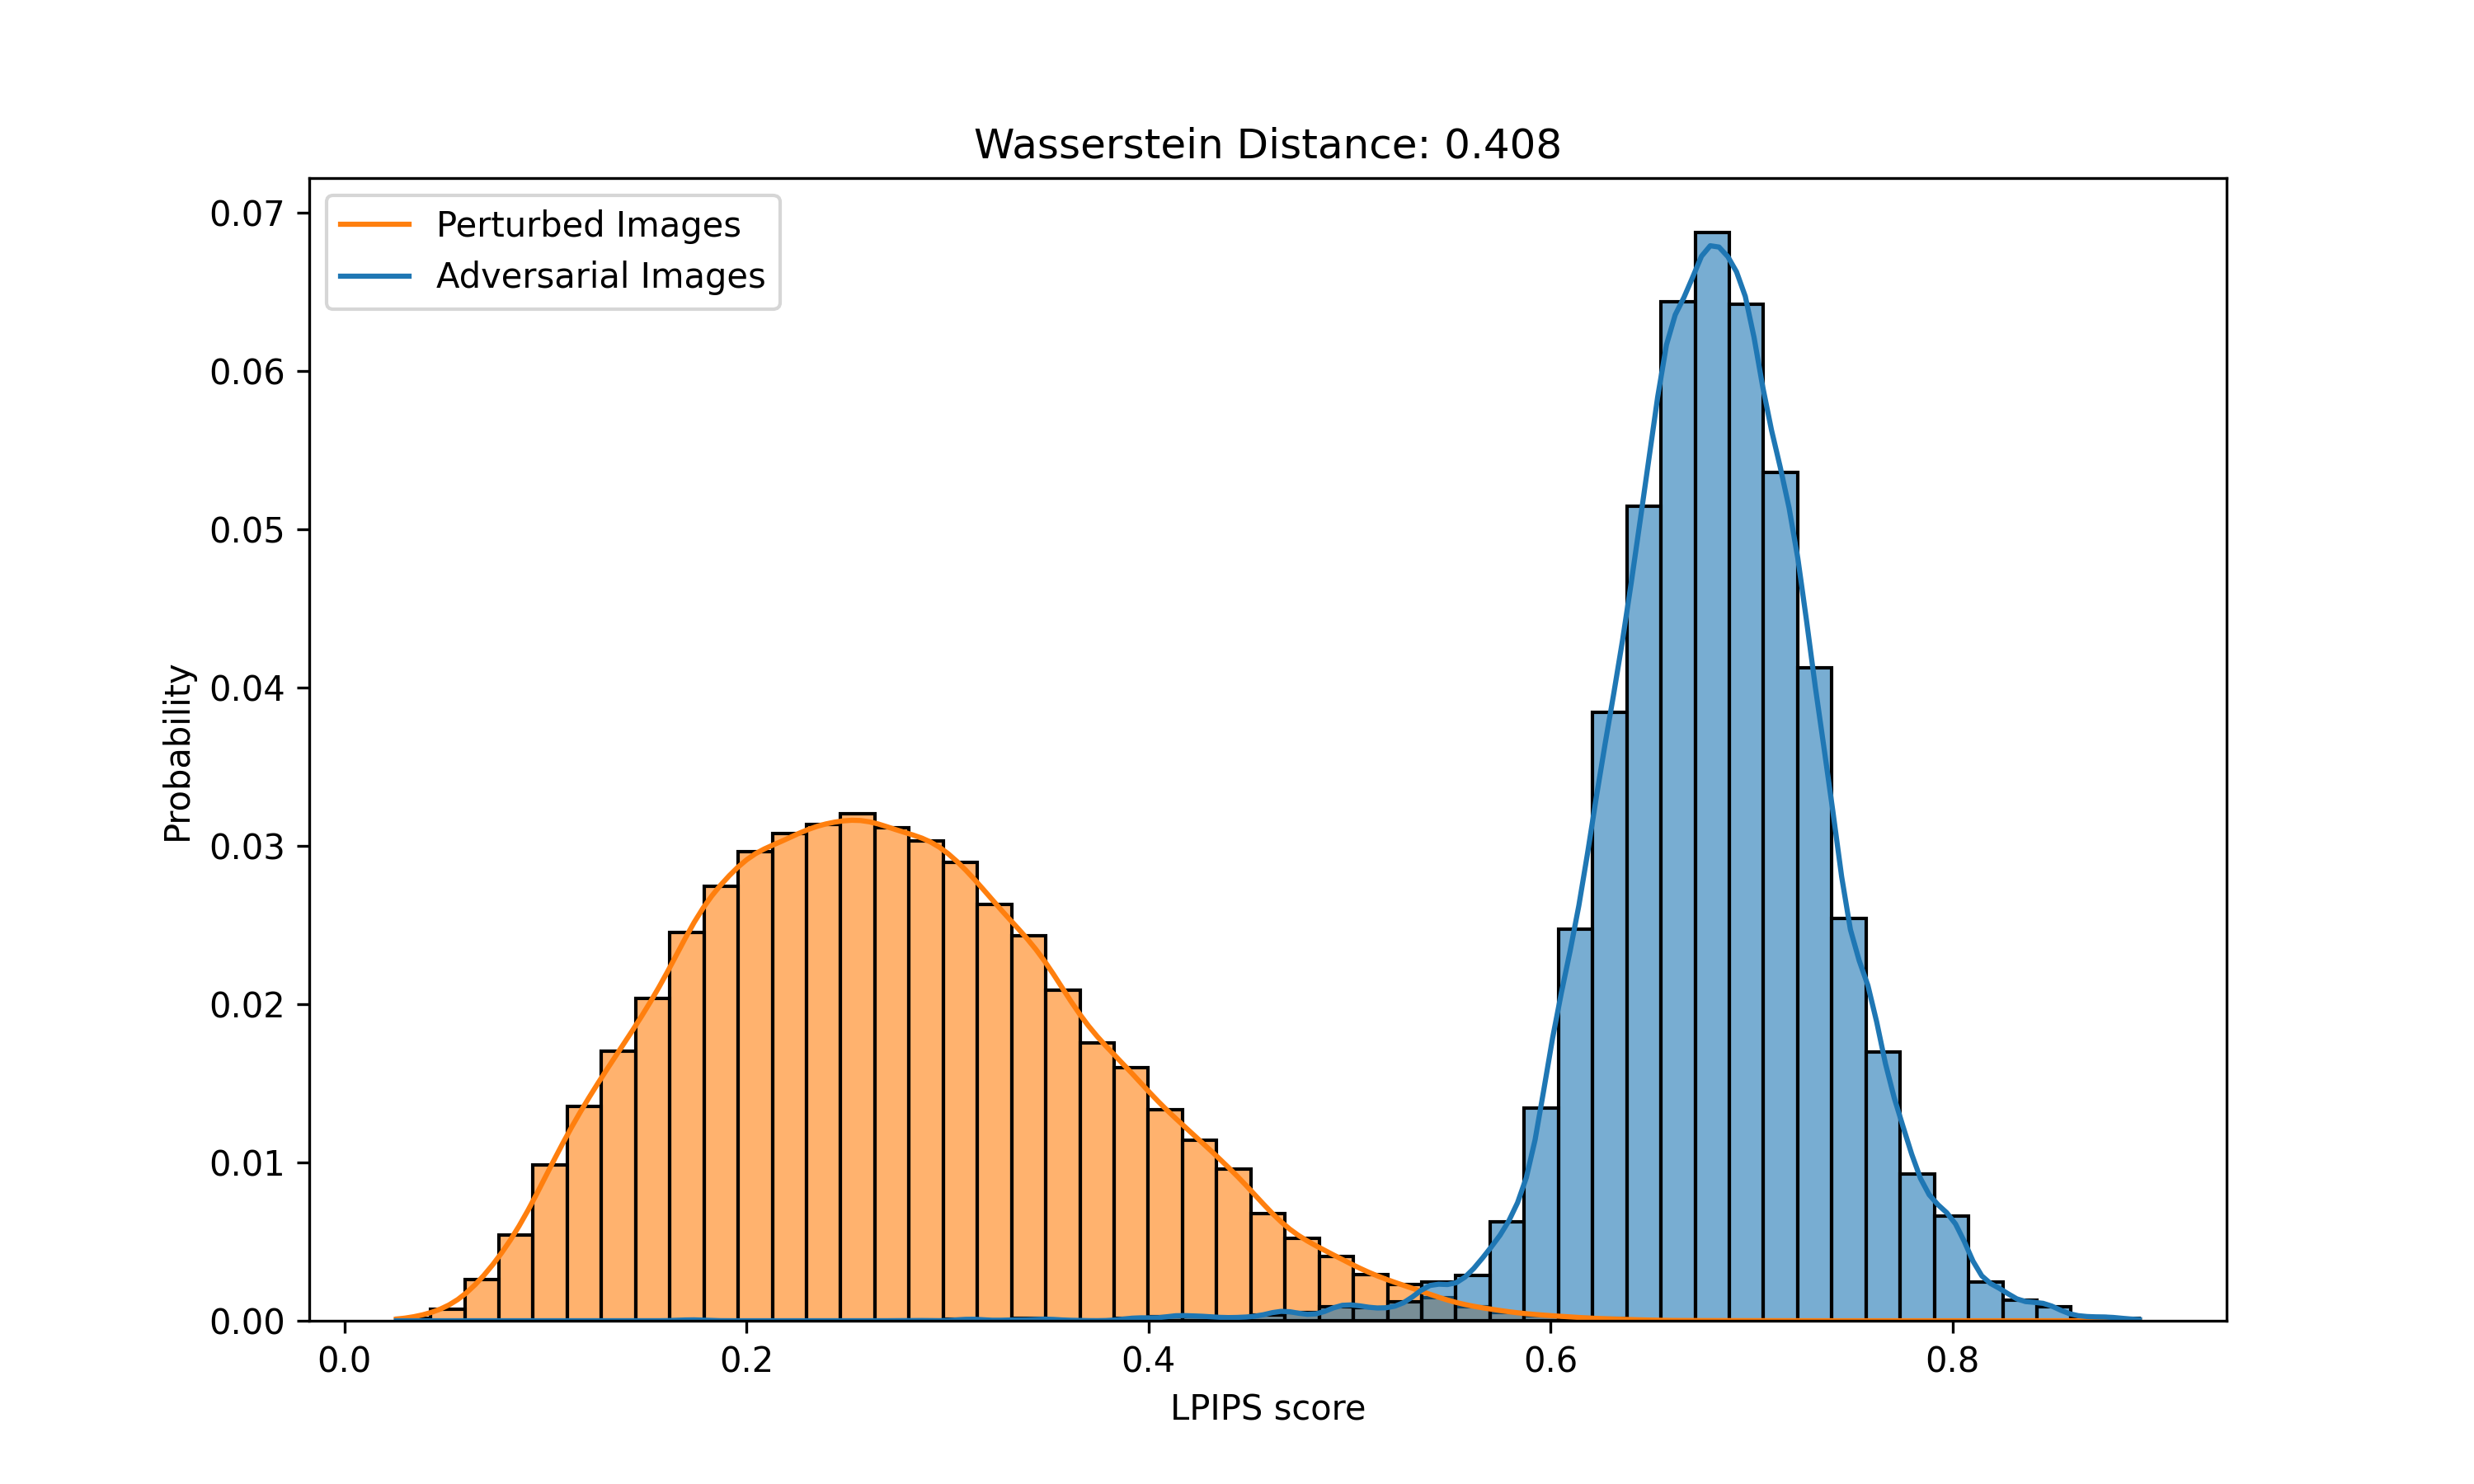 Wasserstein Distance: 0.408
Perturbed Images
Adversarial Images
0.07
0.06
0.05
0.04
0.03
0.02
0.01
0.00
Probability
0.0 0.2 0.4 0.6 0.8
LPIPS score